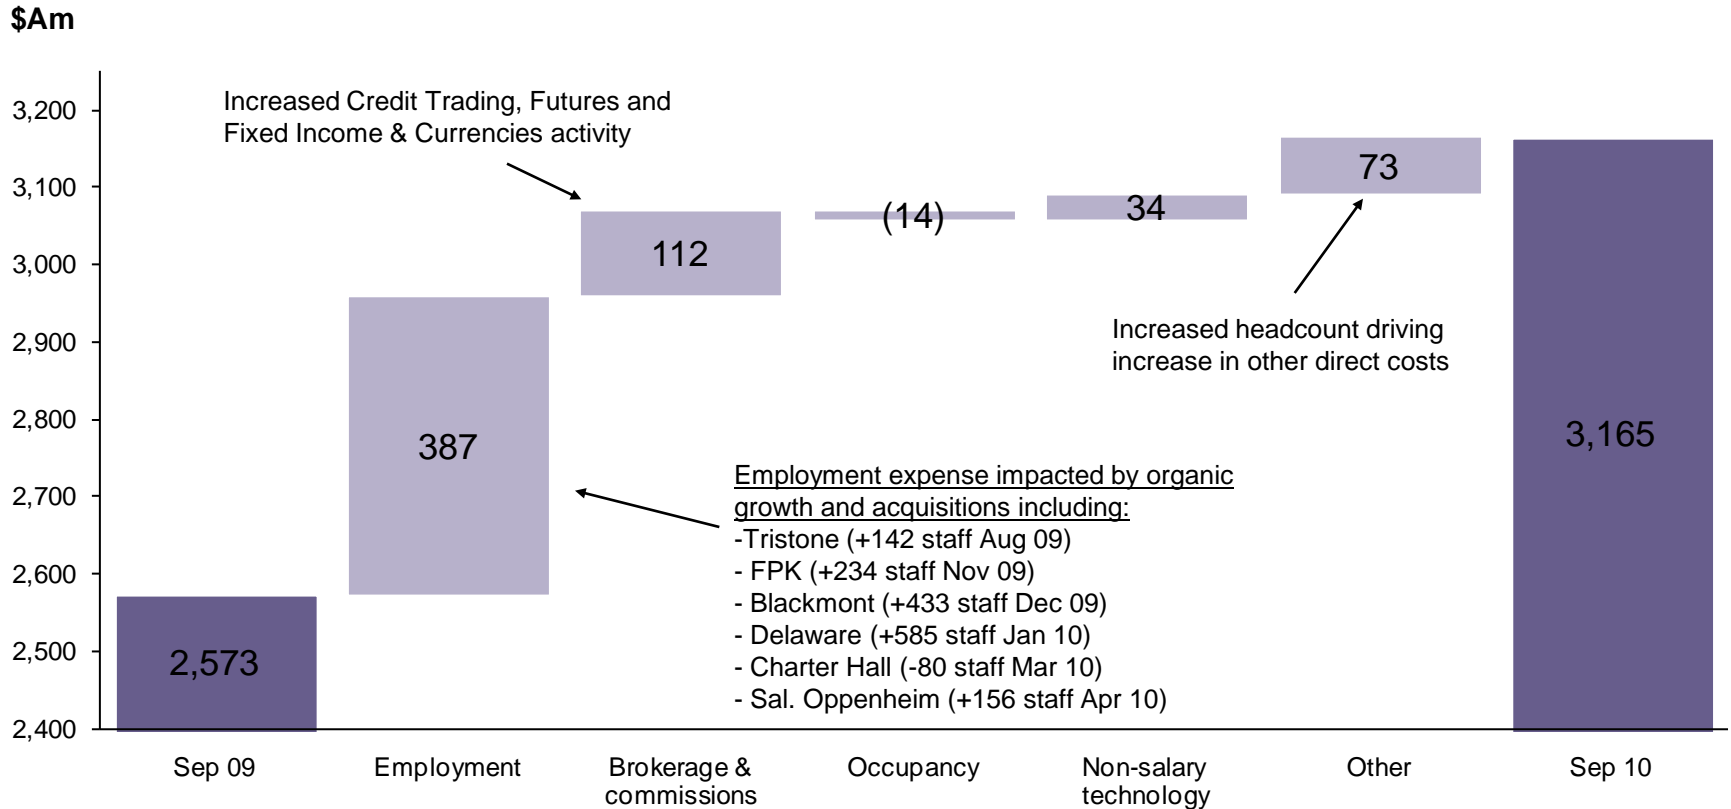 $Am
3,200
3,100
3,000
2,900
2,800
2,700
2,600
2,500
2,400
Increased Credit Trading, Futures and
Fixed Income & Currencies activity
2,573
387
112
(14)
34
73
3,165
Increased headcount driving
increase in other direct costs
Employment expense impacted by organic
growth and acquisitions including:
-Tristone (+142 staff Aug 09)
- FPK (+234 staff Nov 09)
- Blackmont (+433 staff Dec 09)
- Delaware (+585 staff Jan 10)
- Charter Hall (-80 staff Mar 10)
- Sal. Oppenheim (+156 staff Apr 10)
Sep 09
Employment
Brokerage &
commissions
Occupancy
Non-salary
technology
Other
Sep 10